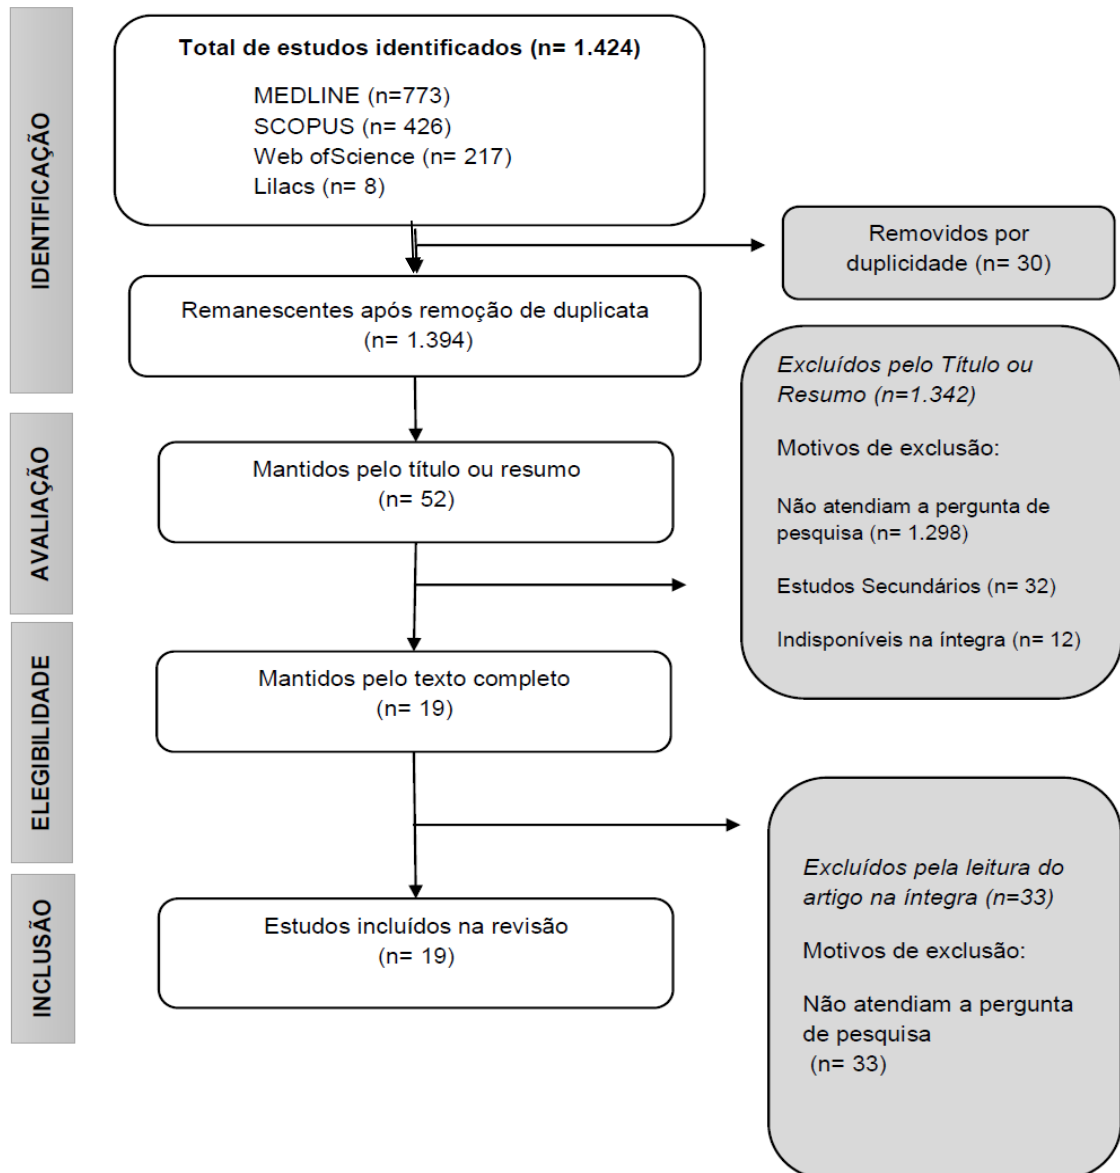 IDENTIFICAÇÃO
Total de estudos identificados (n= 1.424)
MEDLINE (n=773)
SCOPUS (n= 426)
Web ofScience (n= 217)
Lilacs (n= 8)
Removidos por
duplicidade (n= 30)
Remanescentes após remoção de duplicata
(n= 1.394)
Excluídos pelo Título ou
Resumo (n=1.342)
Motivos de exclusão:
Não atendiam a pergunta de
pesquisa (n= 1.298)
Estudos Secundários (n= 32)
Indisponíveis na íntegra (n= 12)
AVALIAÇÃO
Mantidos pelo título ou resumo
(n= 52)
ELEGIBILIDADE
Mantidos pelo texto completo
(n= 19)
Excluídos pela leitura do
artigo na íntegra (n=33)
Motivos de exclusão:
Não atendiam a pergunta
de pesquisa
(n= 33)
INCLUSÃO
Estudos incluídos na revisão
(n= 19)